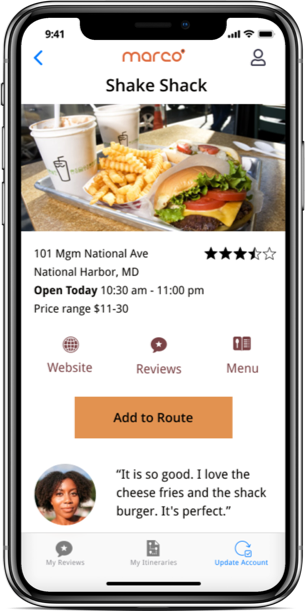 9:41
marco
Shake Shack
101 Mgm National Ave
National Harbor, MD
Open Today 10:30 am - 11:00 pm
Price range $11-30
Website
Reviews
Menu
Add to Route
“It is so good. I love the
cheese fries and the shack
burger. It's perfect.”
My Reviews
My Itineraries
Update Account